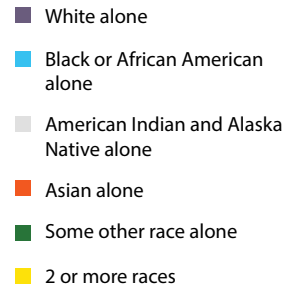 White alone
Black or African American
alone
American Indian and Alaska
Native alone
Asian alone
Some other race alone
2 or more races